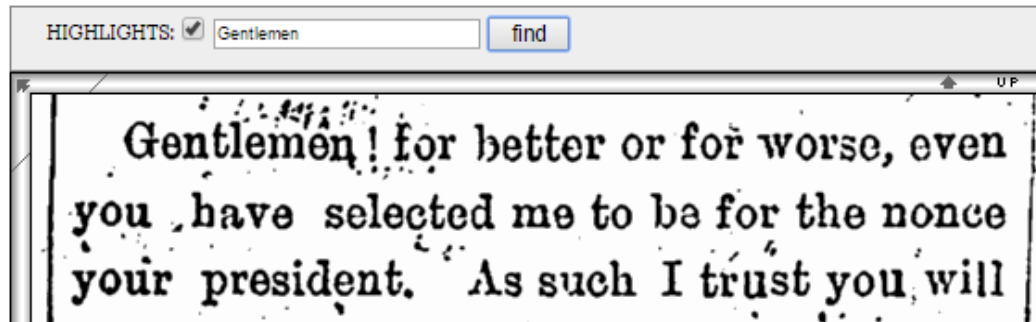 HIGHLIGHTS: Gentlemen find
UP
Gentlemen! for better or for worse, even
you have selected me to be for the nonce
your president. As such I trust you will